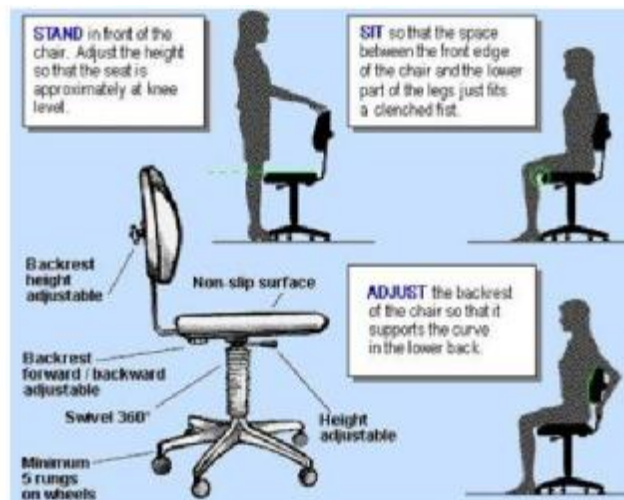 STAND in front of the
chair. Adjust the height
so that the seat is
approximately at knee
level.
SIT so that the space
between the front edge
of the chair and the lower
part of the legs just fits
a clenched fist.
Backrest
height
adjustable
Non-slip surface
ADJUST the backrest
of the chair so that it
supports the curve
in the lower back.
Backrest
forward / backward
adjustable
Swivel 360°
Height
adjustable
Minimum
5 rungs
on wheels